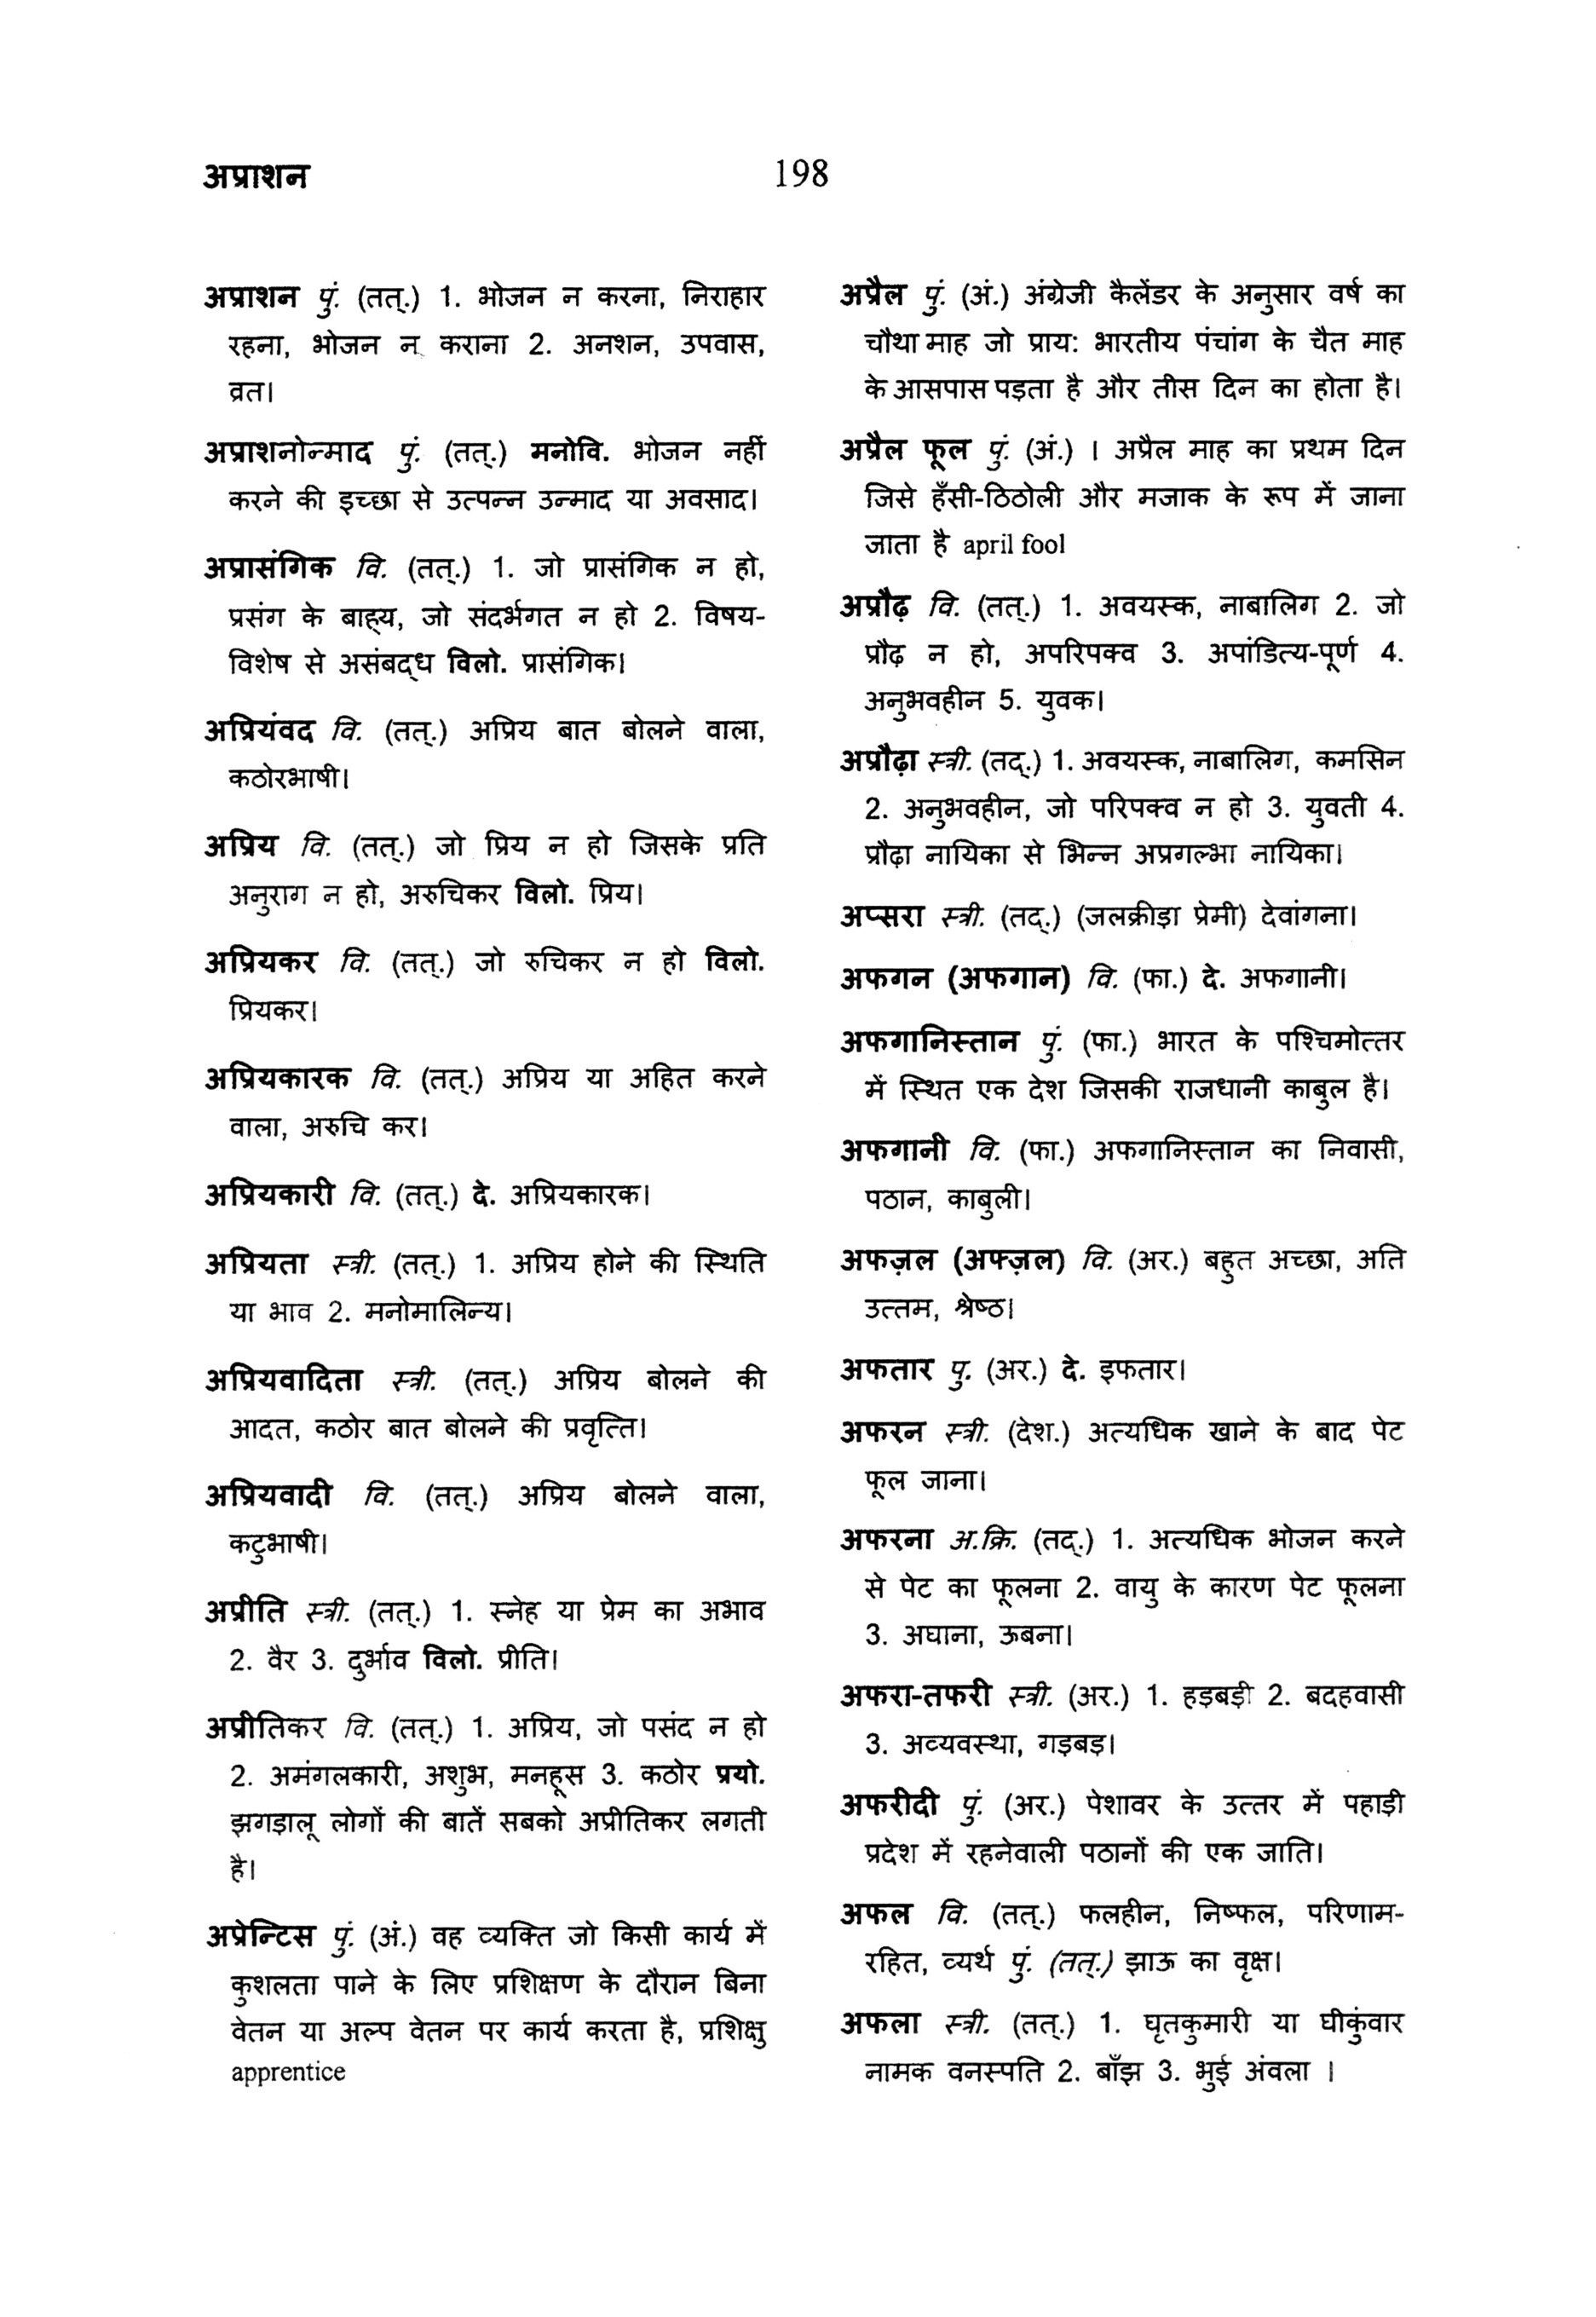 अप्राशन
198
अप्राशन पुं. (तत्.) 1. भोजन न करना, निराहार
रहना, भोजन न कराना 2. अनशन, उपवास,
व्रत।
अप्राशनोन्माद पुं. (तत्.) मनोवि. भोजन नहीं
करने की इच्छा से उत्पन्न उन्माद या अवसाद।
अप्रासंगिक वि. (तत्.) 1. जो प्रासंगिक न हो,
प्रसंग के बाह्य, जो संदर्भगत न हो 2. विषय-
विशेष से असंबद्ध विलो. प्रासंगिक।
अप्रियंवद वि. (तत्.) अप्रिय बात बोलने वाला,
कठोरभाषी।
अप्रिय वि. (तत्.) जो प्रिय न हो जिसके प्रति
अनुराग न हो, अरुचिकर विलो. प्रिय।
अप्रियकर वि. (तत्.) जो रुचिकर न हो विलो.
प्रियकर।
अप्रियकारक वि. (तत्.) अप्रिय या अहित करने
वाला, अरुचि कर।
अप्रियकारी वि. (तत्.) दे. अप्रियकारक।
अप्रियता स्त्री. (तत्.) 1. अप्रिय होने की स्थिति
या भाव 2. मनोमालिन्य।
अप्रियवादिता स्त्री. (तत्.) अप्रिय बोलने की
आदत, कठोर बात बोलने की प्रवृत्ति।
अप्रियवादी वि. (तत्.) अप्रिय बोलने वाला,
कटुभाषी।
अप्रीति स्त्री. (तत्.) 1. स्नेह या प्रेम का अभाव
2. वैर 3. दुर्भाव विलो. प्रीति।
अप्रीतिकर वि. (तत्.) 1. अप्रिय, जो पसंद न हो
2. अमंगलकारी, अशुभ, मनहूस 3. कठोर प्रयो.
झगड़ालू लोगों की बातें सबको अप्रीतिकर लगती
है।
अप्रेन्टिस पुं. (अं.) वह व्यक्ति जो किसी कार्य में
कुशलता पाने के लिए प्रशिक्षण के दौरान बिना
वेतन या अल्प वेतन पर कार्य करता है, प्रशिक्षु
apprentice
अप्रैल पुं. (अं.) अंग्रेजी कैलेंडर के अनुसार वर्ष का
चौथा माह जो प्राय: भारतीय पंचांग के चैत माह
के आसपास पड़ता है और तीस दिन का होता है।
अप्रैल फूल पुं. (अं.) । अप्रैल माह का प्रथम दिन
जिसे हँसी-ठिठोली और मजाक के रूप में जाना
जाता है april fool
अप्रौढ़ वि. (तत्.) 1. अवयस्क, नाबालिग 2. जो
प्रौढ़ न हो, अपरिपक्व 3. अपांडित्य-पूर्ण 4.
अनुभवहीन 5. युवक।
अप्रौढ़ा स्त्री. (तद्.) 1. अवयस्क, नाबालिग, कमसिन
2. अनुभवहीन, जो परिपक्व न हो 3. युवती 4.
प्रौढ़ा नायिका से भिन्न अप्रगल्भा नायिका।
अप्सरा स्त्री. (तद्.) (जलक्रीड़ा प्रेमी) देवांगना।
अफगन (अफगान) वि. (फा.) दे. अफगानी।
अफगानिस्तान पुं. (फा.) भारत के पश्चिमोत्तर
में स्थित एक देश जिसकी राजधानी काबुल है।
अफगानी वि. (फा.) अफगानिस्तान का निवासी,
पठान, काबुली।
अफज़ल (अफ्ज़ल) वि. (अर.) बहुत अच्छा, अति
उत्तम, श्रेष्ठ।
अफतार पु. (अर.) दे. इफतार।
अफरन स्त्री. (देश.) अत्यधिक खाने के बाद पेट
फूल जाना।
अफरना अ.क्रि. (तद्.) 1. अत्यधिक भोजन करने
से पेट का फूलना 2. वायु के कारण पेट फूलना
3. अघाना, ऊबना।
अफरा-तफरी स्त्री. (अर.) 1. हड़बड़ी 2. बदहवासी
3. अव्यवस्था, गड़बड़।
अफरीदी पुं. (अर.) पेशावर के उत्तर में पहाड़ी
प्रदेश में रहनेवाली पठानों की एक जाति।
अफल वि. (तत्.) फलहीन, निष्फल, परिणाम-
रहित, व्यर्थ पुं. (तत्.) झाऊ का वृक्ष।
अफला स्त्री. (तत्.) 1. घृतकुमारी या घीकुंवार
नामक वनस्पति 2. बाँझ 3. भुई अंवला ।